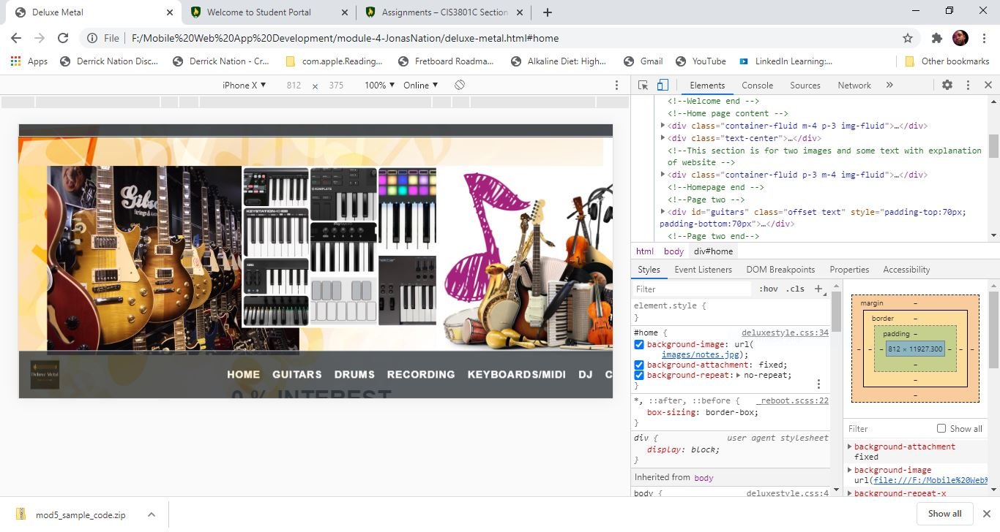 Deluxe Metal
Welcome to Student Portal
Assignments – CIS3801C Section
File F:/Mobile%20Web%20App%20Development/module-4-JonasNation/deluxe-metal.html#home
Apps Derrick Nation Disc... Derrick Nation - Cr... com.apple.Reading... Fretboard Roadma... Alkaline Diet: High... Gmail YouTube LinkedIn Learning:... Other bookmarks
iPhone X ▼ 812 x 375 100% ▼ Online ▼
Gibson
KOMPLETE
KEYSTATION
Deluxe Metal
HOME GUITARS DRUMS RECORDING KEYBOARDS/MIDI DJ C
0 % INTEREST
Elements Console Sources Network »
<!--Welcome end -->
<!--Home page content -->
<div class="container-fluid m-4 p-3 img-fluid">…</div>
<div class="text-center">…</div>
<!--This section is for two images and some text with explanation
of website -->
<div class="container-fluid p-3 m-4 img-fluid">…</div>
<!--Homepage end -->
<!--Page two -->
<div id="guitars" class="offset text" style="padding-top:70px;
padding-bottom:70px">…</div>
<!--Page two end-->
html body div#home
Styles Event Listeners DOM Breakpoints Properties Accessibility
Filter :hov .cls +
element.style {
}
#home { deluxestyle.css:34
background-image: url(
images/notes.jpg);
background-attachment: fixed;
background-repeat: no-repeat;
}
*, ::after, ::before { _reboot.scss:22
box-sizing: border-box;
}
div { user agent stylesheet
display: block;
}
Inherited from body
body { deluxestyle.css:4
margin –
border –
padding –
– – – 812 × 11927.300 – – –
–
–
–
Filter Show all
background-attachment
fixed
background-image
url(file:///F:/Mobile%20Web%
background-repeat-x
mod5_sample_code.zip
Show all